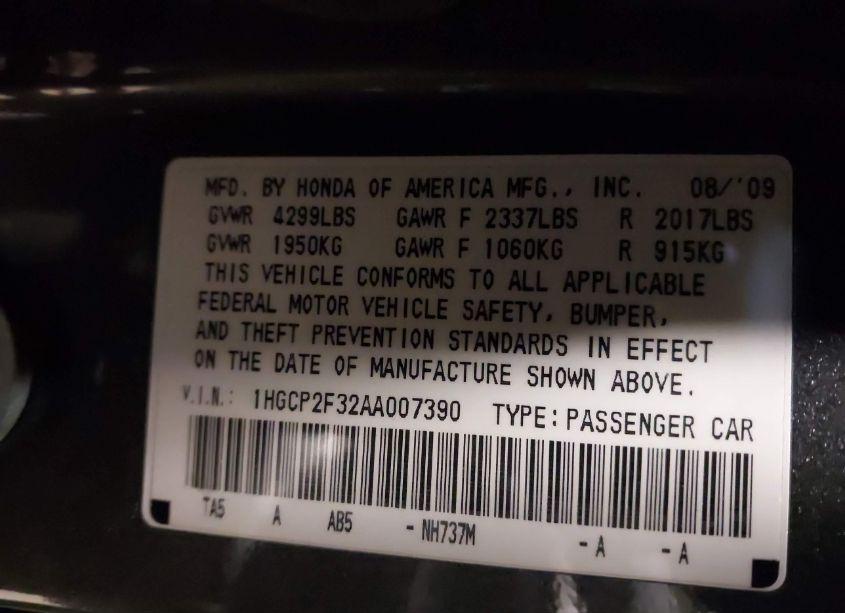 MFD. BY HONDA OF AMERICA MFG., INC. 08/'09
GVWR 4299LBS GAWR F 2337LBS R 2017LBS
GVWR 1950KG GAWR F 1060KG R 915KG
THIS VEHICLE CONFORMS TO ALL APPLICABLE
FEDERAL MOTOR VEHICLE SAFETY, BUMPER,
AND THEFT PREVENTION STANDARDS IN EFFECT
ON THE DATE OF MANUFACTURE SHOWN ABOVE.
V.I.N.: 1HGCP2F32AA007390 TYPE: PASSENGER CAR
TA5 A AB5 - NH737M - A - A